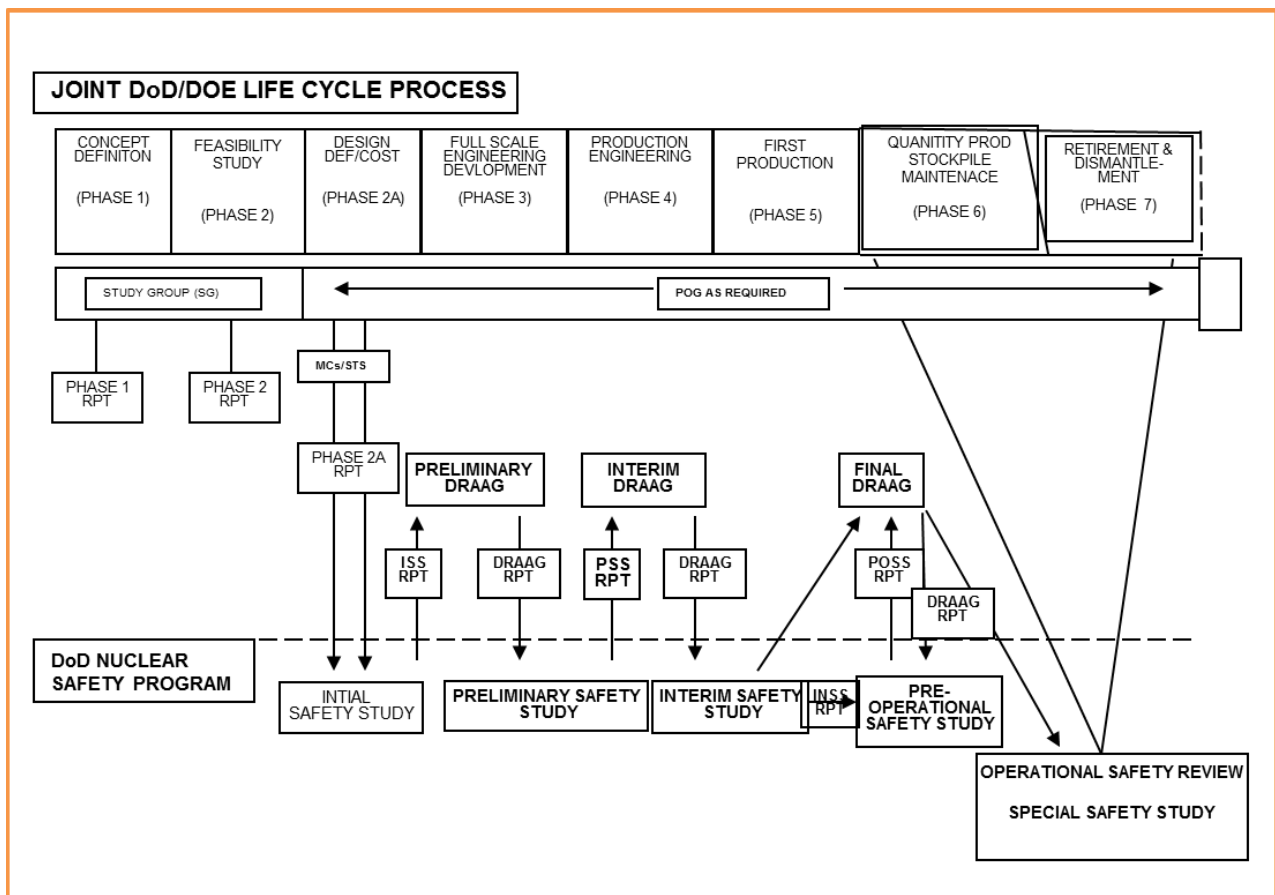 JOINT DoD/DOE LIFE CYCLE PROCESS
CONCEPT
DEFINITON
(PHASE 1)
FEASIBILITY
STUDY
(PHASE 2)
DESIGN
DEF/COST
(PHASE 2A)
FULL SCALE
ENGINEERING
DEVLOPMENT
(PHASE 3)
PRODUCTION
ENGINEERING
(PHASE 4)
FIRST
PRODUCTION
(PHASE 5)
QUANITITY PROD
STOCKPILE
MAINTENACE
(PHASE 6)
RETIREMENT &
DISMANTLE-
MENT
(PHASE 7)
STUDY GROUP (SG)
POG AS REQUIRED
MCs/STS
PHASE 1
RPT
PHASE 2
RPT
PHASE 2A
RPT
PRELIMINARY
DRAAG
INTERIM
DRAAG
FINAL
DRAAG
ISS
RPT
DRAAG
RPT
PSS
RPT
DRAAG
RPT
POSS
RPT
DRAAG
RPT
DoD NUCLEAR
SAFETY PROGRAM
INTIAL
SAFETY STUDY
PRELIMINARY SAFETY
STUDY
INTERIM SAFETY
STUDY
INSS
RPT
PRE-
OPERATIONAL
SAFETY STUDY
OPERATIONAL SAFETY REVIEW
SPECIAL SAFETY STUDY